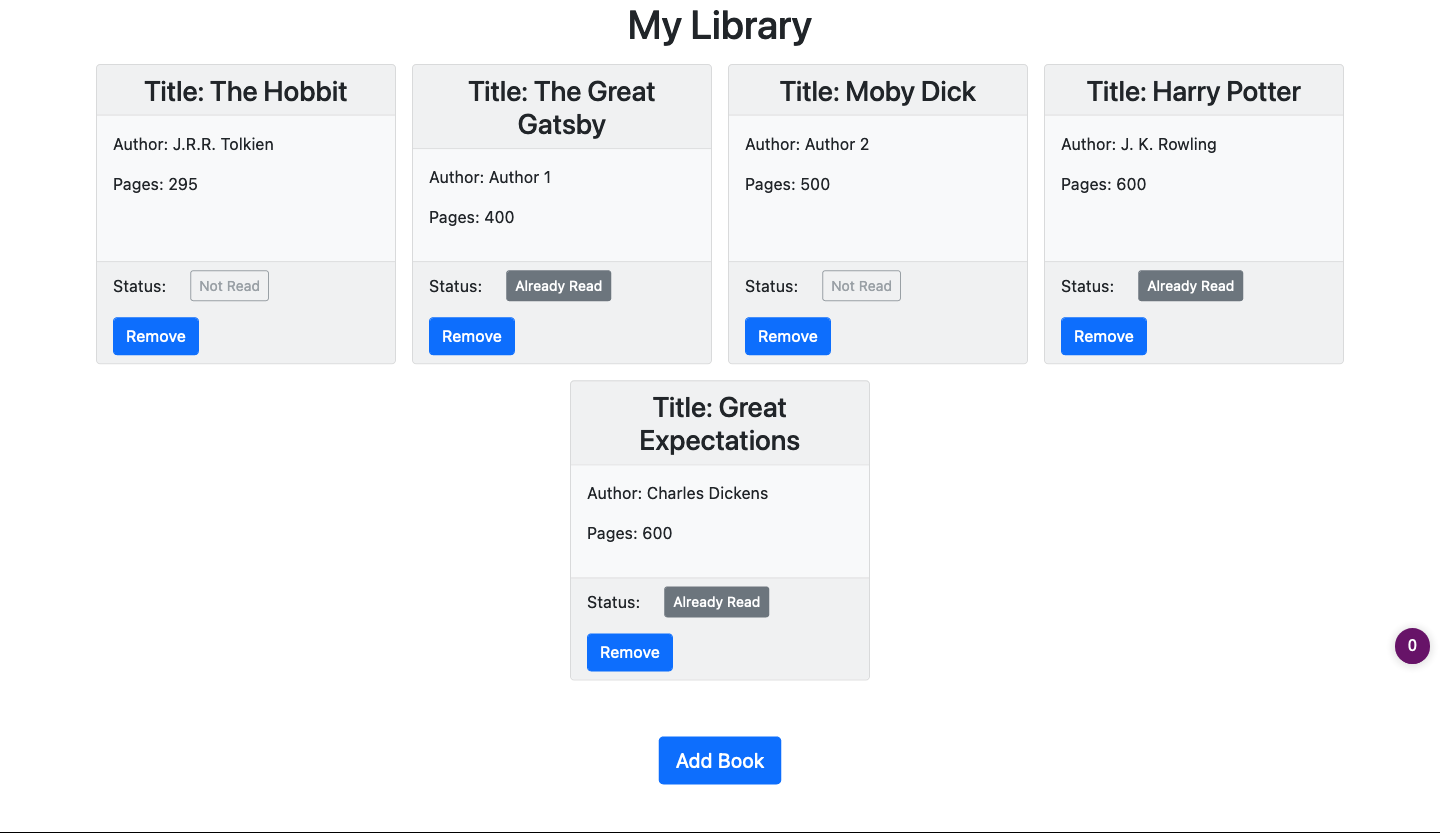 My Library
Title: The Hobbit
Author: J.R.R. Tolkien
Pages: 295
Status: Not Read
Remove
Title: The Great
Gatsby
Author: Author 1
Pages: 400
Status: Already Read
Remove
Title: Moby Dick
Author: Author 2
Pages: 500
Status: Not Read
Remove
Title: Harry Potter
Author: J. K. Rowling
Pages: 600
Status: Already Read
Remove
Title: Great
Expectations
Author: Charles Dickens
Pages: 600
Status: Already Read
Remove
0
Add Book